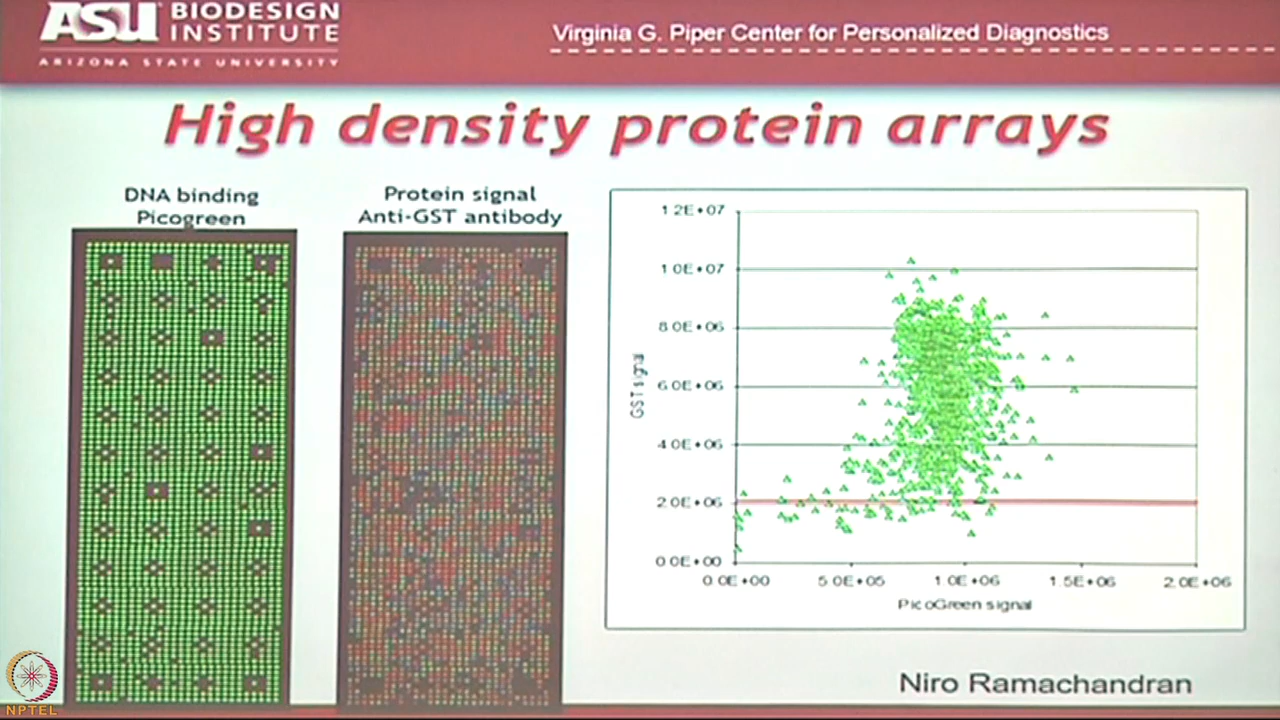 ASU BIODESIGN
INSTITUTE
ARIZONA STATE UNIVERSITY
Virginia G. Piper Center for Personalized Diagnostics
High density protein arrays
DNA binding
Picogreen
Protein signal
Anti-GST antibody
1.2E+07
1.0E+07
8.0E+06
6.0E+06
4.0E+06
2.0E+06
0.0E+00
GST signal
0.0E+00 5.0E+05 1.0E+06 1.5E+06 2.0E+06
PicoGreen signal
Niro Ramachandran
NPTEL